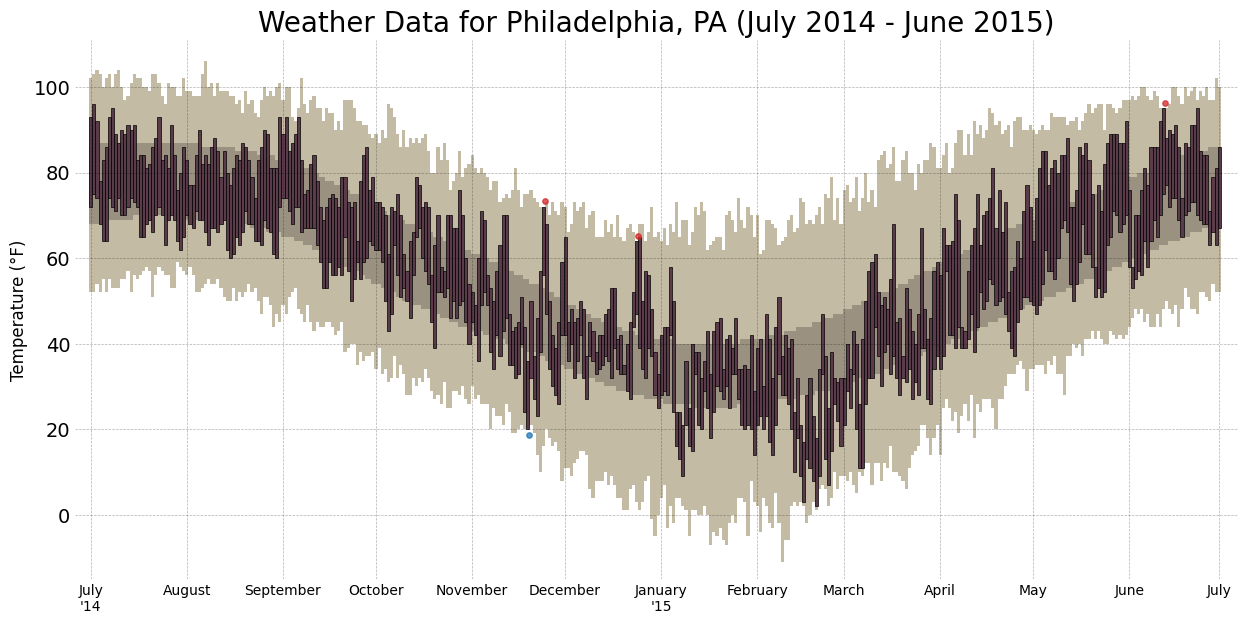 Weather Data for Philadelphia, PA (July 2014 - June 2015)
Temperature (°F)
100
80
60
40
20
0
July August September October November December January February March April May June July
'14 '15